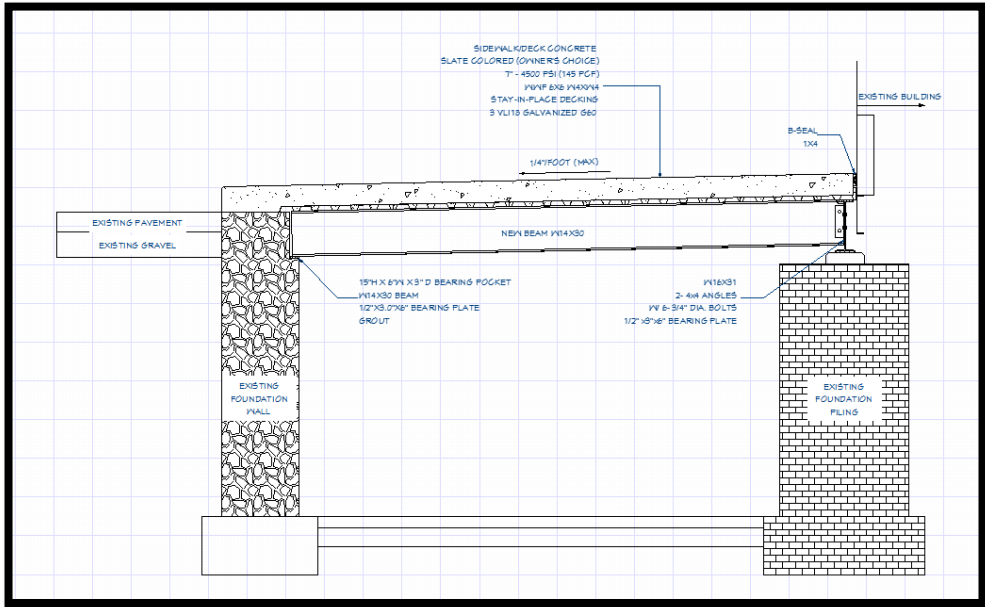 SIDEWALK/DECK CONCRETE
SLATE COLORED (OWNER'S CHOICE)
7" - 4500 PSI (145 PCF)
WWF 6X6 W4XW4
STAY-IN-PLACE DECKING
3 VLI18 GALVANIZED G60
EXISTING BUILDING
B-SEAL
1X4
1/4"/FOOT (MAX)
EXISTING PAVEMENT
EXISTING GRAVEL
NEW BEAM W14X30
15"H X 8"W X 3" D BEARING POCKET
W14X30 BEAM
1/2"X3.0"X6" BEARING PLATE
GROUT
W16X31
2- 4x4 ANGLES
W/ 6-3/4" DIA. BOLTS
1/2" x8"x6" BEARING PLATE
EXISTING
FOUNDATION
WALL
EXISTING
FOUNDATION
PILING